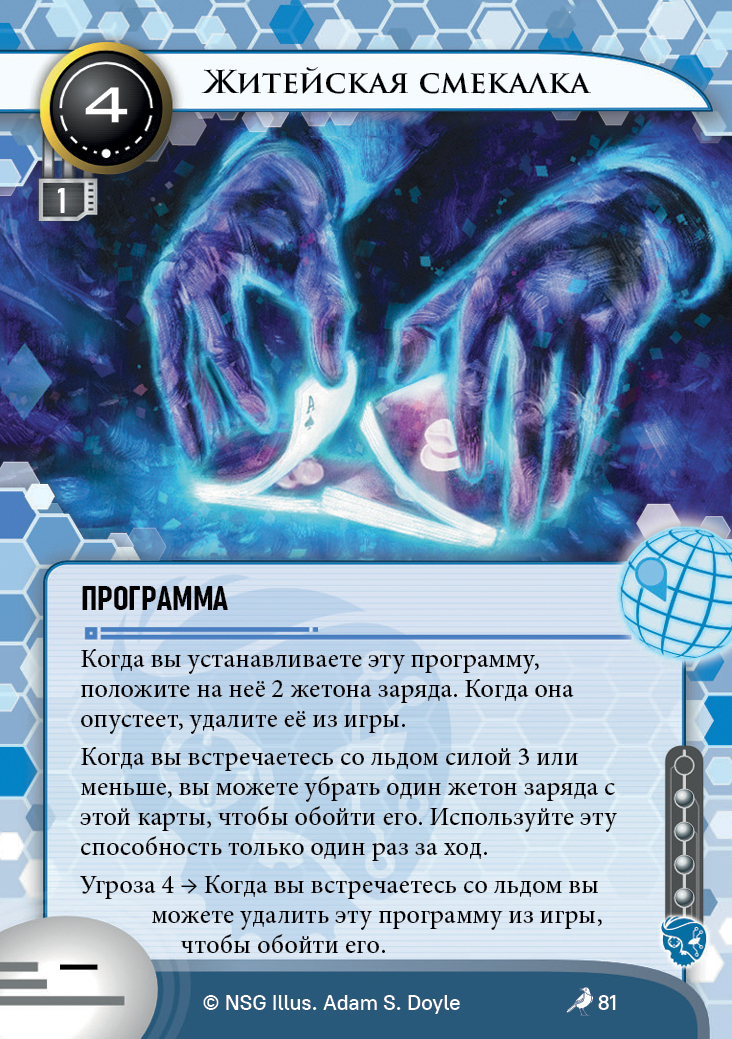 ЖИТЕЙСКАЯ СМЕКАЛКА
4
1
A
ПРОГРАММА
Когда вы устанавливаете эту программу,
положите на неё 2 жетона заряда. Когда она
опустеет, удалите её из игры.
Когда вы встречаетесь со льдом силой 3 или
меньше, вы можете убрать один жетон заряда с
этой карты, чтобы обойти его. Используйте эту
способность только один раз за ход.
Угроза 4 → Когда вы встречаетесь со льдом вы
можете удалить эту программу из игры,
чтобы обойти его.
© NSG Illus. Adam S. Doyle
81